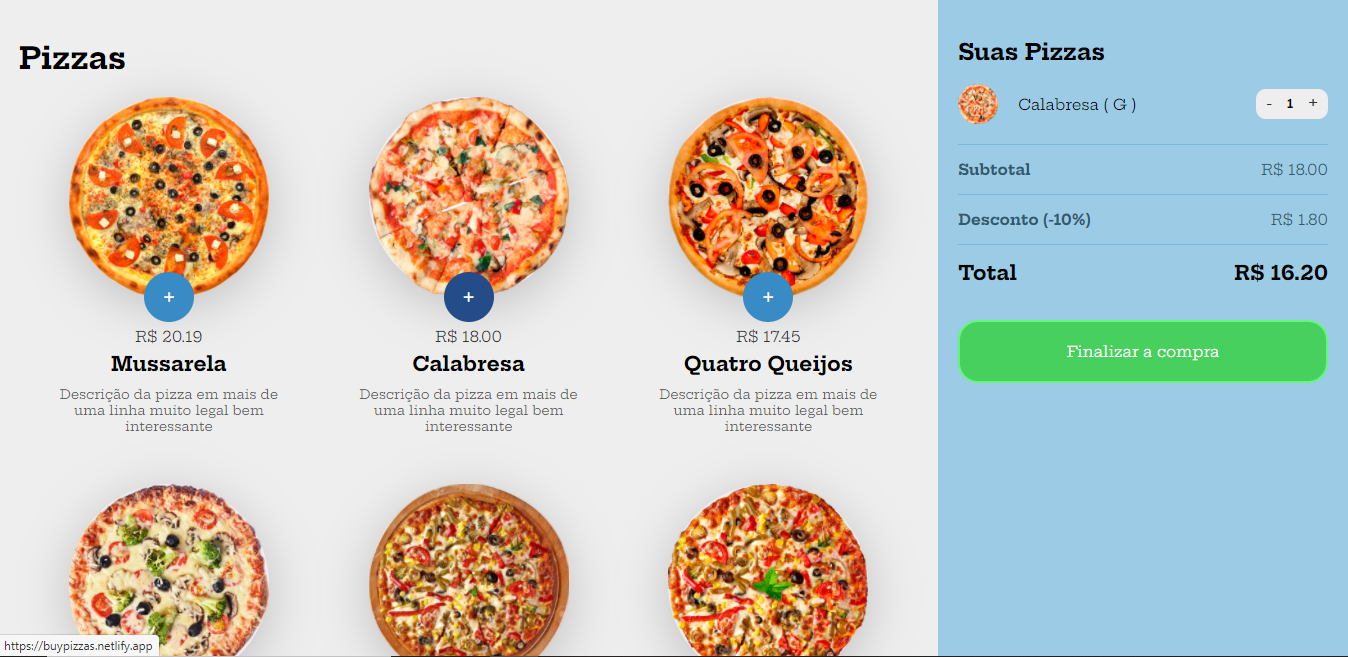 Pizzas
+
R$ 20.19
Mussarela
Descrição da pizza em mais de
uma linha muito legal bem
interessante
+
R$ 18.00
Calabresa
Descrição da pizza em mais de
uma linha muito legal bem
interessante
+
R$ 17.45
Quatro Queijos
Descrição da pizza em mais de
uma linha muito legal bem
interessante
Suas Pizzas
Calabresa ( G )
- 1 +
Subtotal R$ 18.00
Desconto (-10%) R$ 1.80
Total R$ 16.20
Finalizar a compra
https://buypizzas.netlify.app